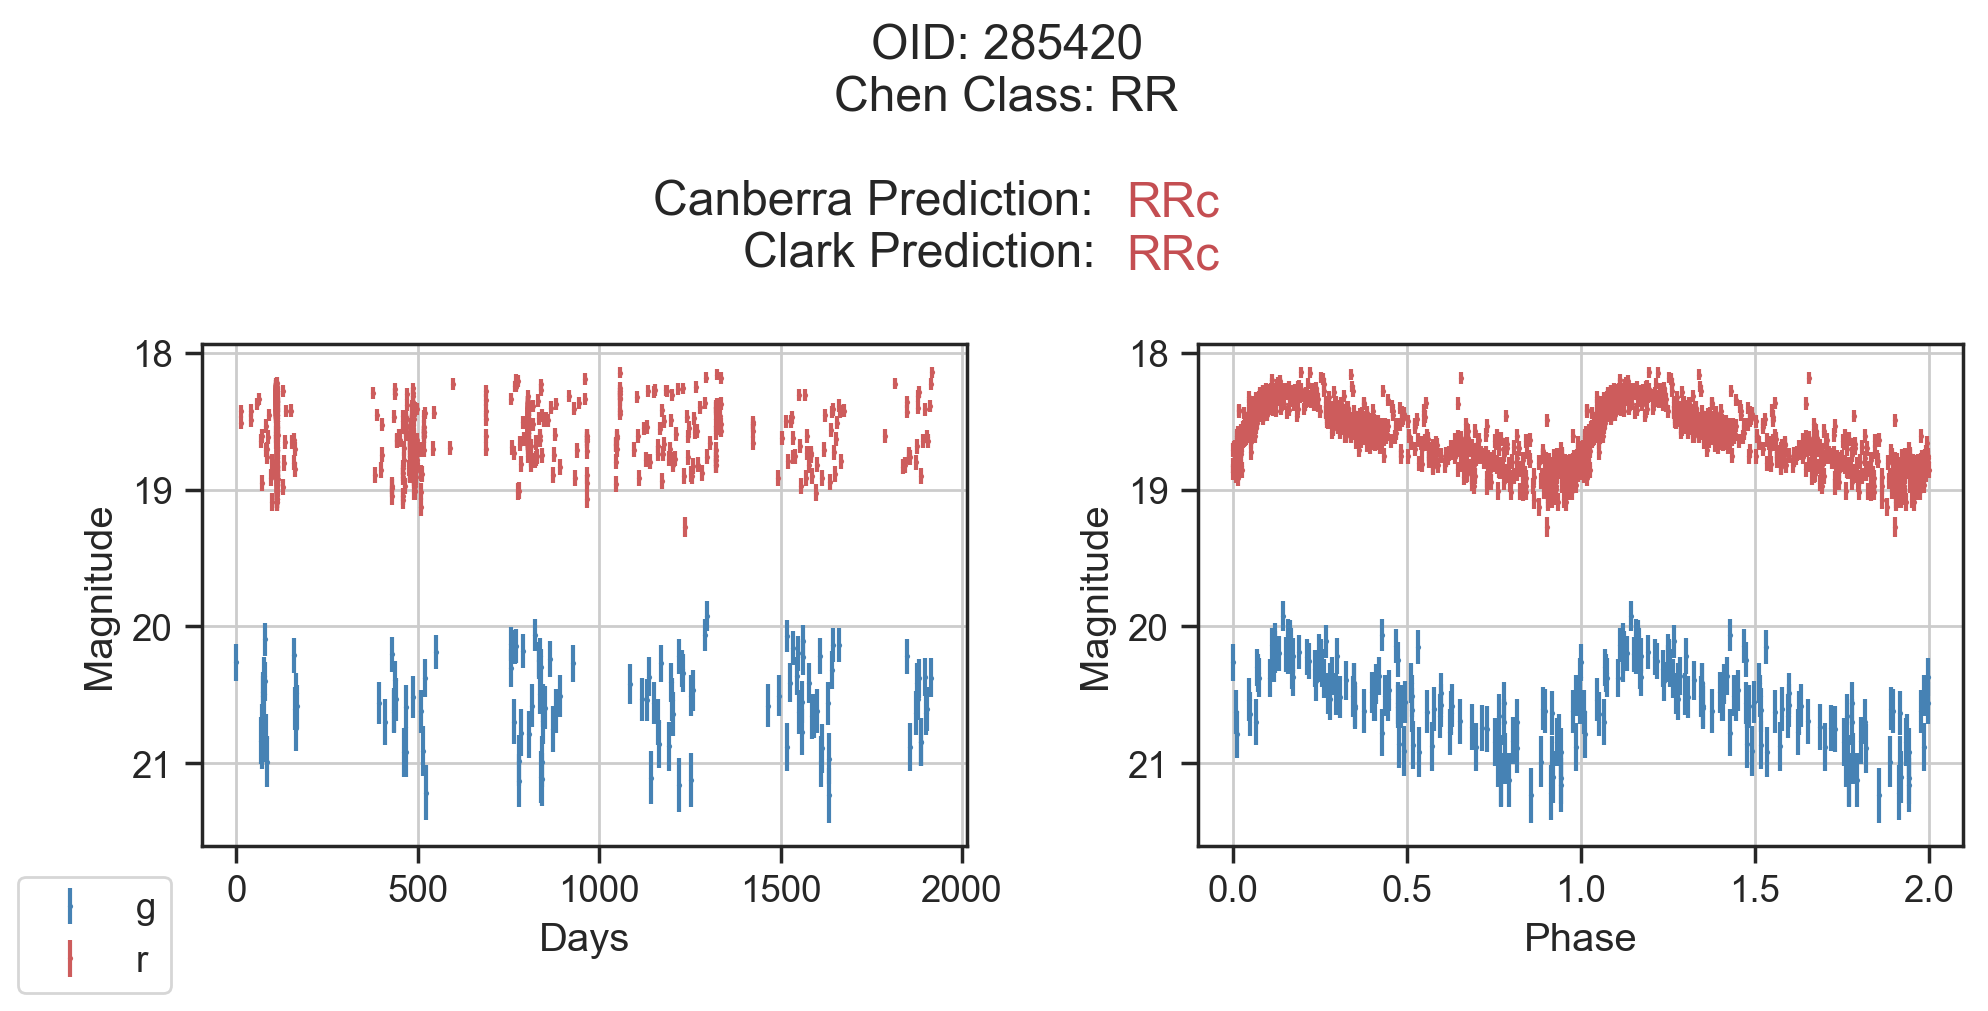 OID: 285420
Chen Class: RR
Canberra Prediction: RRc
Clark Prediction: RRc
Magnitude
18
19
20
21
0 500 1000 1500 2000
Days
Magnitude
18
19
20
21
0.0 0.5 1.0 1.5 2.0
Phase
g
r